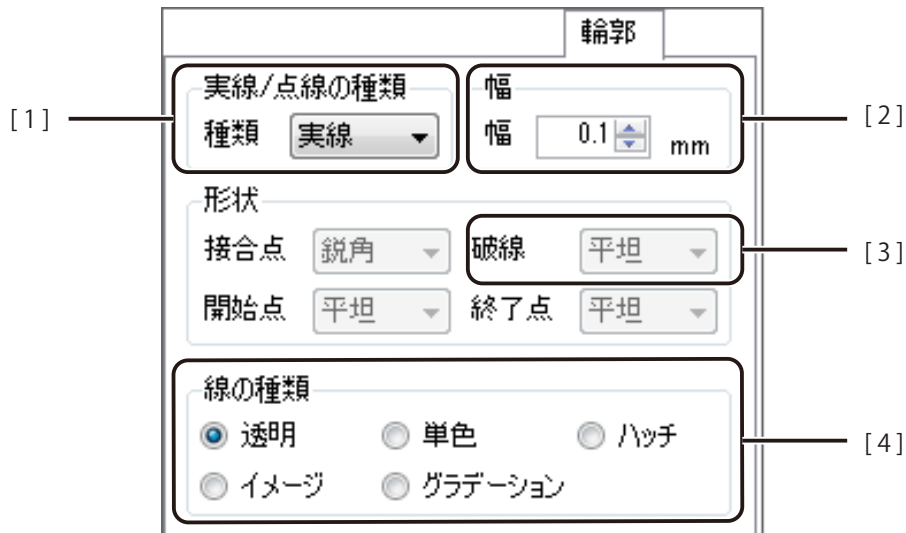 輪郭
実線/点線の種類 幅
[1] 種類 実線 幅 0.1 mm [2]
形状
接合点 鋭角 破線 平坦 [3]
開始点 平坦 終了点 平坦
線の種類
透明 単色 ハッチ [4]
イメージ グラデーション